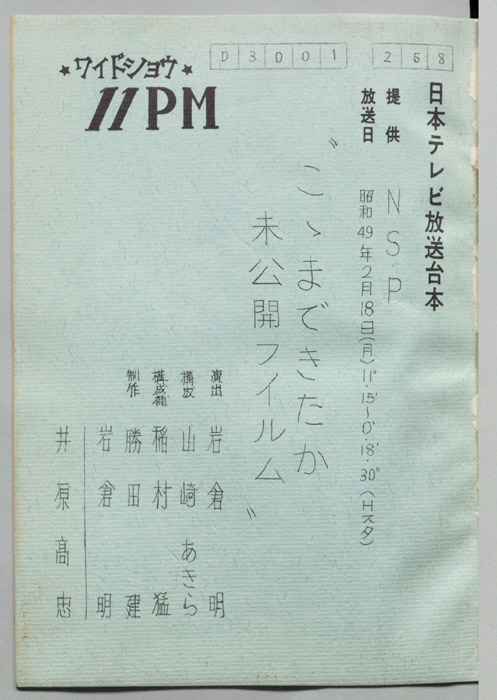 日本テレビ放送台本
D3001 268
提供 NS.P
放送日 昭和49年2月18日(月)11'.15'～0'.18'.30"(Hスタ)
★ワイドショウ★
11PM
"こゝまできたか
未公開フイルム"
演出 岩倉 明
構成 山崎 あきら
構成 稲村 猛
制作 勝田 建
岩倉 明
井原高忠